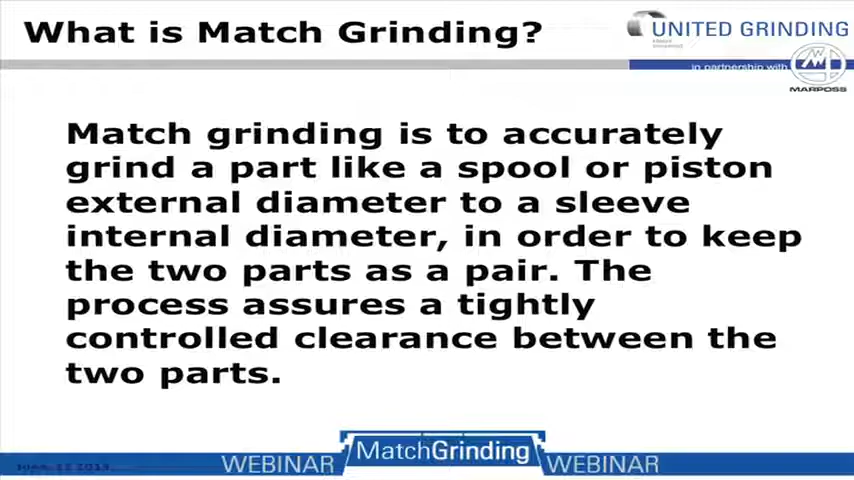 What is Match Grinding?
UNITED GRINDING
in partnership with
MARPOSS
Match grinding is to accurately
grind a part like a spool or piston
external diameter to a sleeve
internal diameter, in order to keep
the two parts as a pair. The
process assures a tightly
controlled clearance between the
two parts.
WEBINAR MatchGrinding WEBINAR